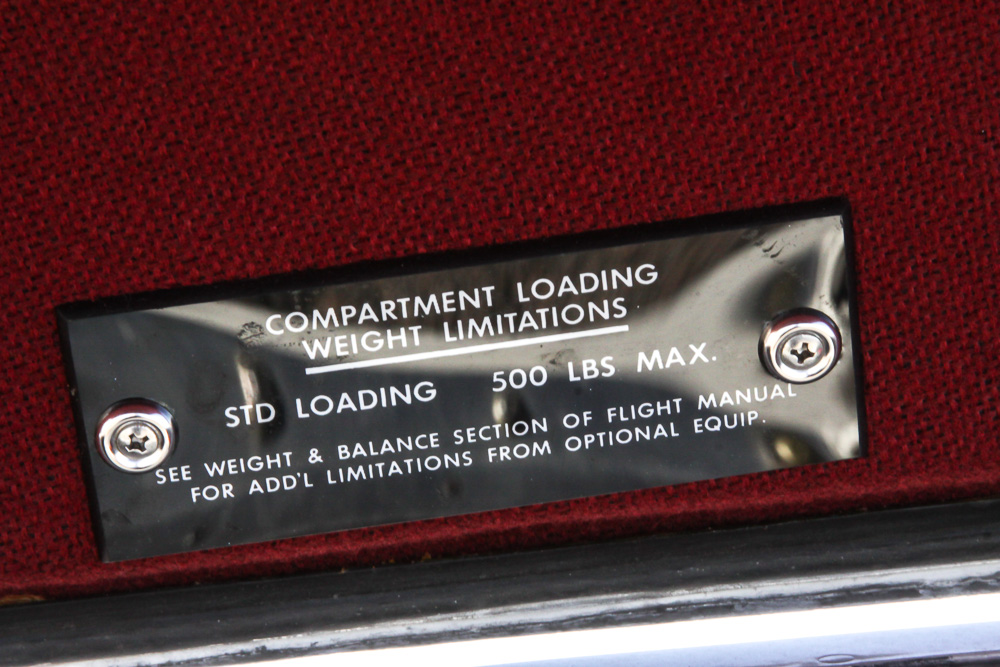 COMPARTMENT LOADING
WEIGHT LIMITATIONS
STD LOADING 500 LBS MAX.
SEE WEIGHT & BALANCE SECTION OF FLIGHT MANUAL
FOR ADD'L LIMITATIONS FROM OPTIONAL EQUIP.